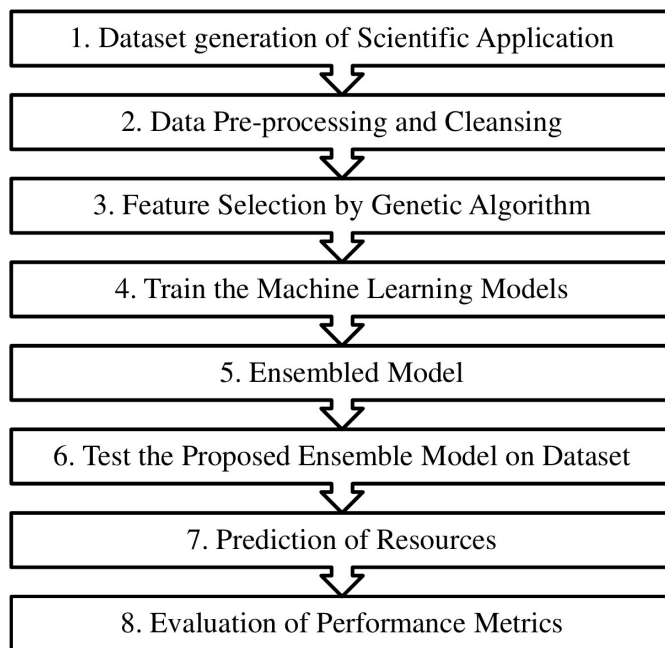 1. Dataset generation of Scientific Application
2. Data Pre-processing and Cleansing
3. Feature Selection by Genetic Algorithm
4. Train the Machine Learning Models
5. Ensembled Model
6. Test the Proposed Ensemble Model on Dataset
7. Prediction of Resources
8. Evaluation of Performance Metrics